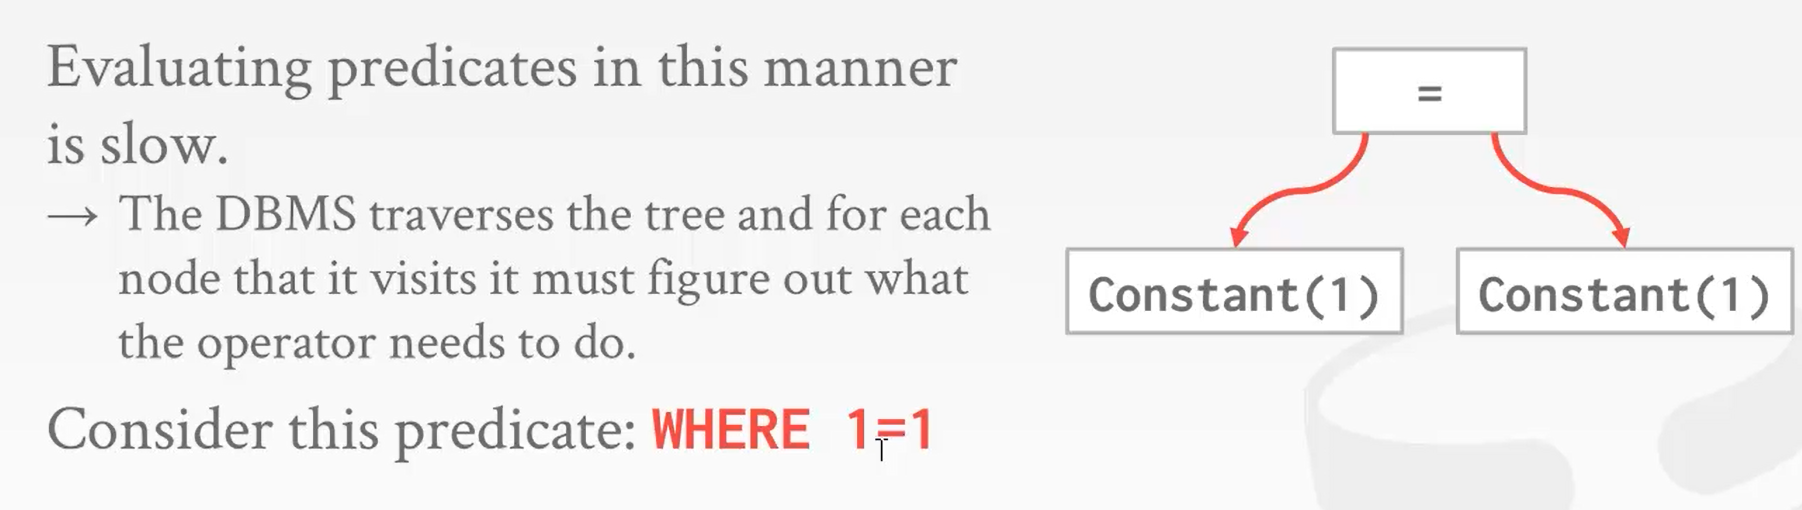 Evaluating predicates in this manner
is slow.
→ The DBMS traverses the tree and for each
node that it visits it must figure out what
the operator needs to do.
Consider this predicate: WHERE 1=1
=
Constant(1) Constant(1)